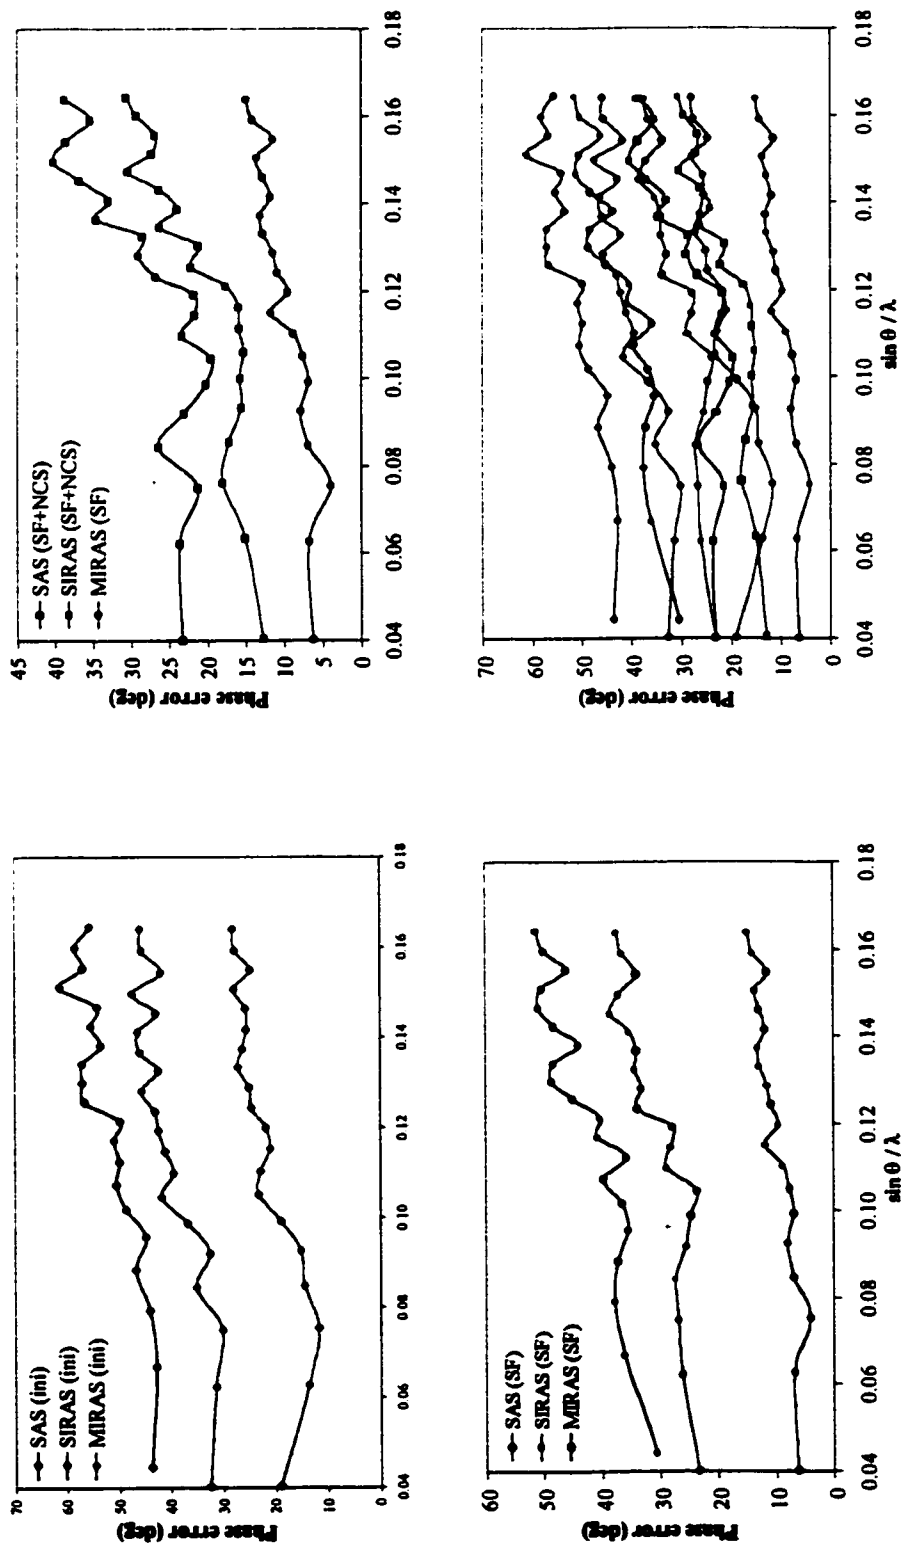 70
60
50
40
30
20
10
0
Phase error (deg)
SAS (ini)
SIRAS (ini)
MIRAS (ini)
0.04 0.06 0.08 0.10 0.12 0.14 0.16 0.18
45
40
35
30
25
20
15
10
5
0
Phase error (deg)
SAS (SF+NCS)
SIRAS (SF+NCS)
MIRAS (SF)
0.04 0.06 0.08 0.10 0.12 0.14 0.16 0.18
60
50
40
30
20
10
0
Phase error (deg)
SAS (SF)
SIRAS (SF)
MIRAS (SF)
0.04 0.06 0.08 0.10 0.12 0.14 0.16 0.18
sin θ / λ
70
60
50
40
30
20
10
0
Phase error (deg)
0.04 0.06 0.08 0.10 0.12 0.14 0.16 0.18
sin θ / λ